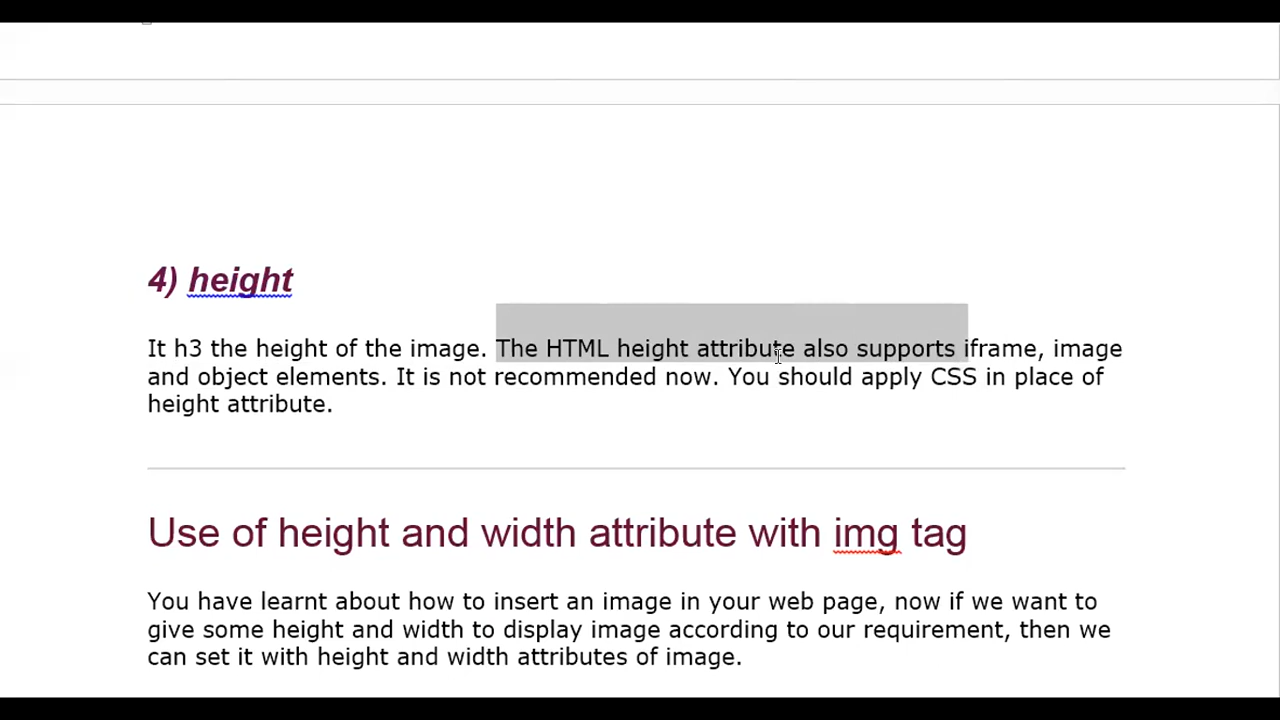 4) height
It h3 the height of the image. The HTML height attribute also supports iframe, image
and object elements. It is not recommended now. You should apply CSS in place of
height attribute.
Use of height and width attribute with img tag
You have learnt about how to insert an image in your web page, now if we want to
give some height and width to display image according to our requirement, then we
can set it with height and width attributes of image.